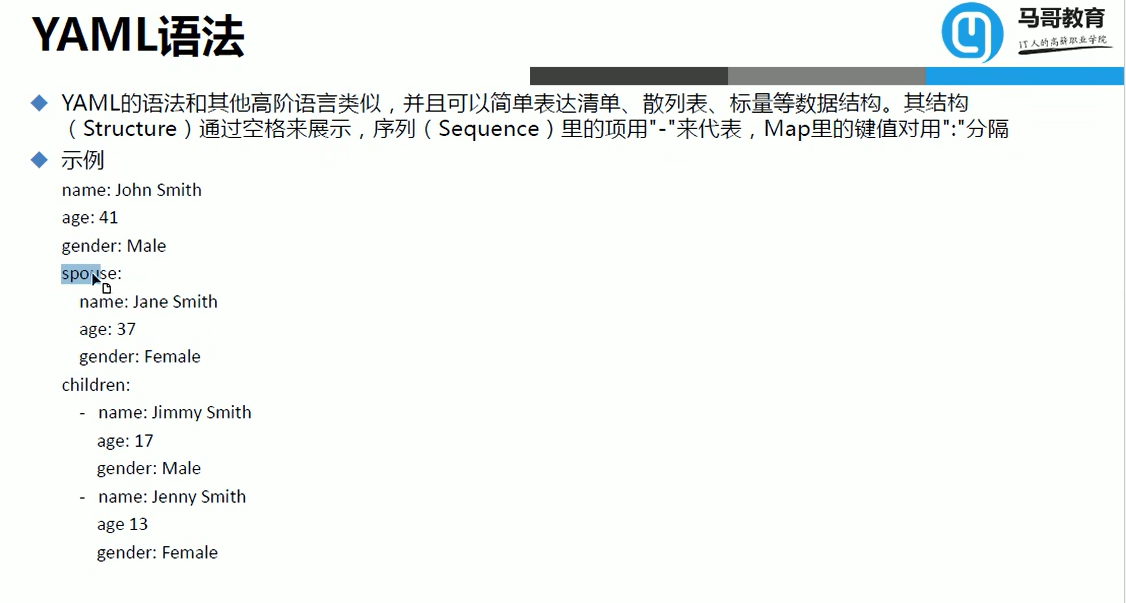 YAML语法
马哥教育
IT人的高薪职业学院
YAML的语法和其他高阶语言类似，并且可以简单表达清单、散列表、标量等数据结构。其结构
（Structure）通过空格来展示，序列（Sequence）里的项用"-"来代表，Map里的键值对用":"分隔
示例
name: John Smith
age: 41
gender: Male
spouse:
name: Jane Smith
age: 37
gender: Female
children:
- name: Jimmy Smith
age: 17
gender: Male
- name: Jenny Smith
age 13
gender: Female